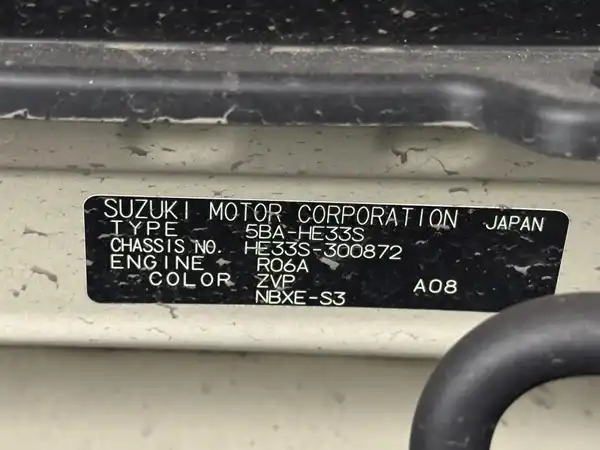 SUZUKI MOTOR CORPORATION JAPAN
TYPE 5BA-HE33S
CHASSIS NO. HE33S-300872
ENGINE R06A
COLOR ZVP A08
NBXE-S3